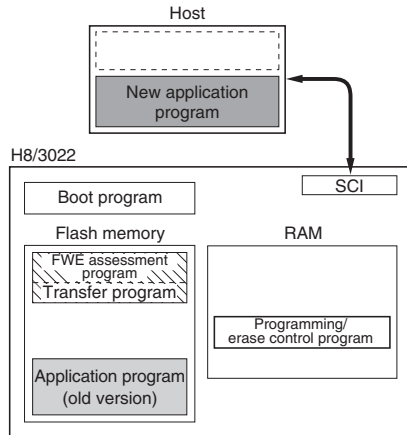 Host
New application
program
H8/3022
SCI
Boot program
Flash memory
RAM
FWE assessment
program
Transfer program
Programming/
erase control program
Application program
(old version)